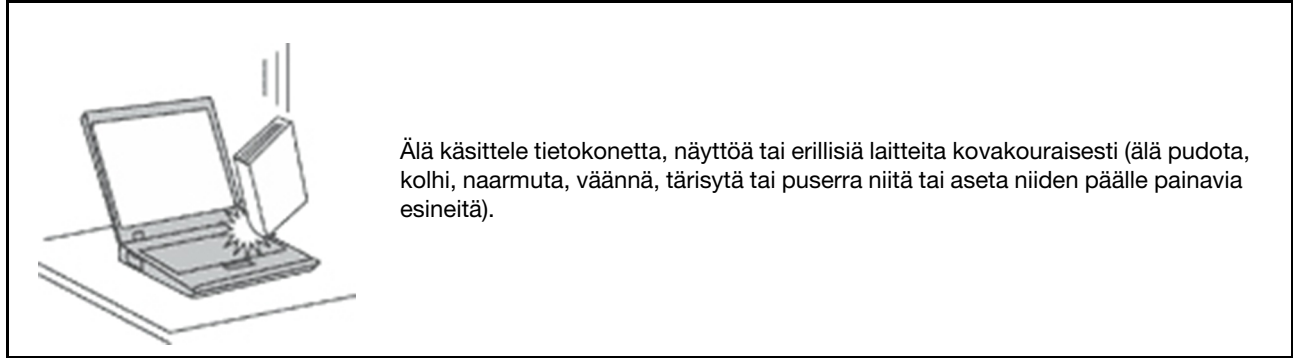 Älä käsittele tietokonetta, näyttöä tai erillisiä laitteita kovakouraisesti (älä pudota,
kolhi, naarmuta, väännä, tärisytä tai puserra niitä tai aseta niiden päälle painavia
esineitä).